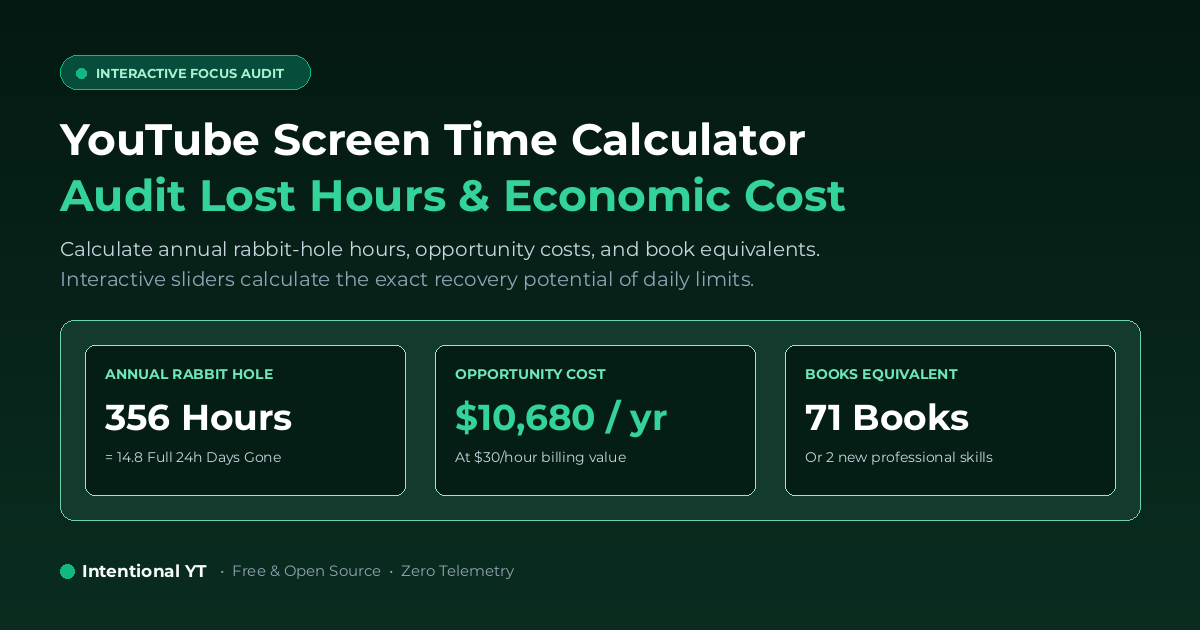 INTERACTIVE FOCUS AUDIT
YouTube Screen Time Calculator
Audit Lost Hours & Economic Cost
Calculate annual rabbit-hole hours, opportunity costs, and book equivalents.
Interactive sliders calculate the exact recovery potential of daily limits.
ANNUAL RABBIT HOLE
356 Hours
= 14.8 Full 24h Days Gone
OPPORTUNITY COST
$10,680 / yr
At $30/hour billing value
BOOKS EQUIVALENT
71 Books
Or 2 new professional skills
Intentional YT · Free & Open Source · Zero Telemetry